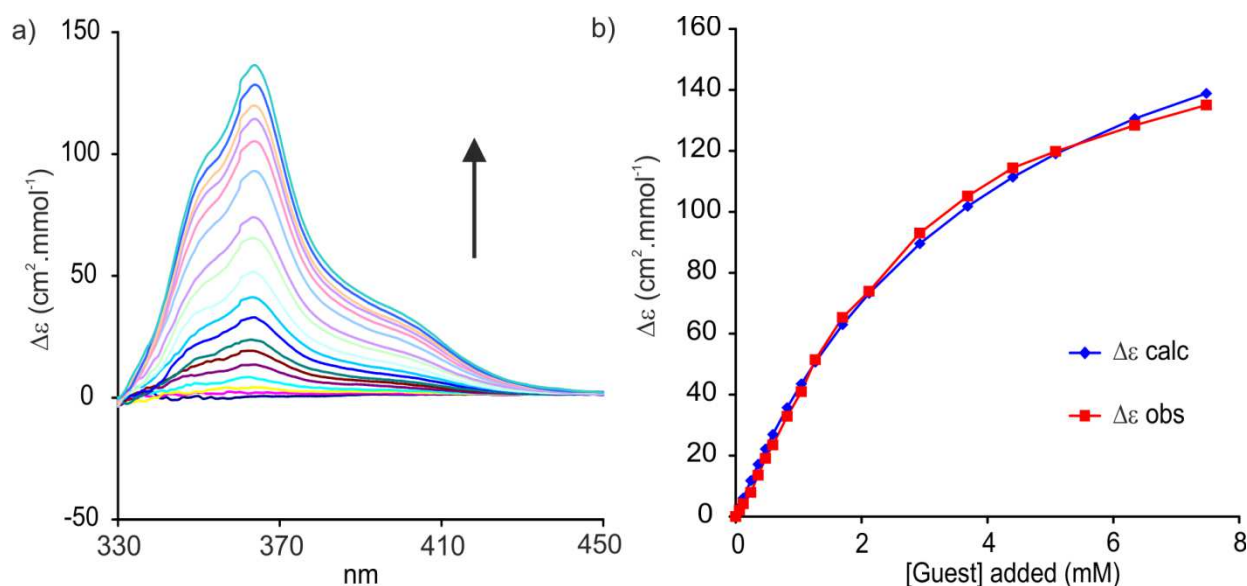 a)
Δε (cm².mmol⁻¹)
150
100
50
0
-50
330
370
410
450
nm
b)
Δε (cm².mmol⁻¹)
160
140
120
100
80
60
40
20
0
0
2
4
6
8
[Guest] added (mM)
Δε calc
Δε obs